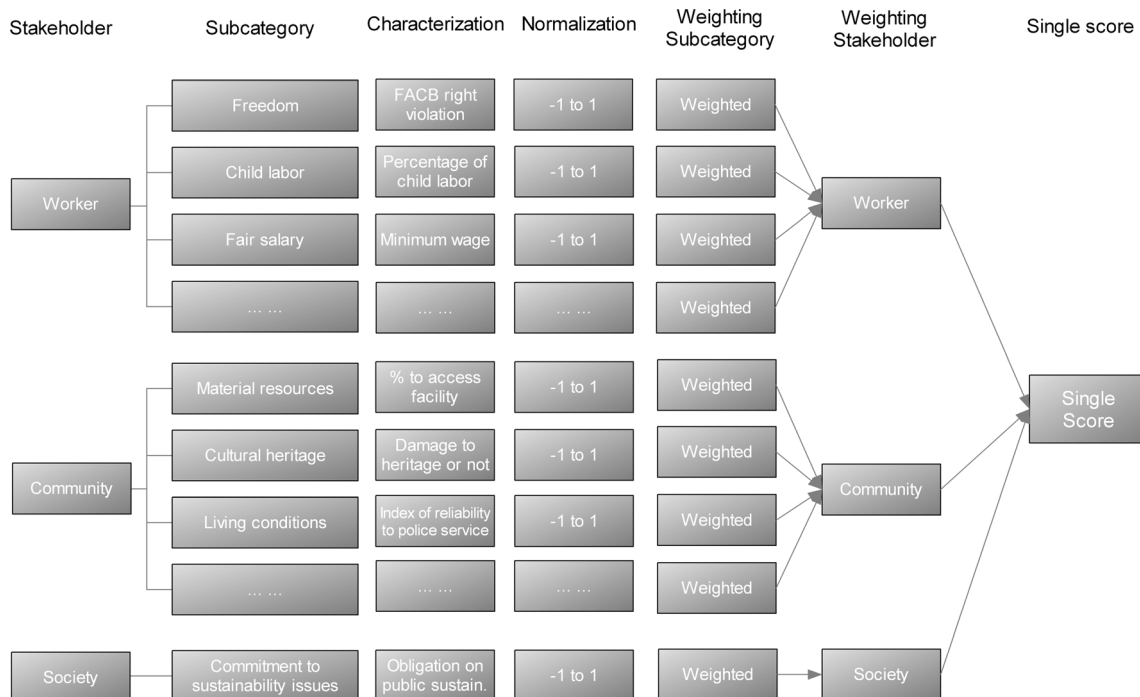 Stakeholder
Subcategory
Characterization
Normalization
Weighting
Subcategory
Weighting
Stakeholder
Single score
Freedom
FACB right
violation
-1 to 1
Weighted
Child labor
Percentage of
child labor
-1 to 1
Weighted
Worker
Worker
Fair salary
Minimum wage
-1 to 1
Weighted
... ...
... ...
... ...
Weighted
Material resources
% to access
facility
-1 to 1
Weighted
Single
Score
Cultural heritage
Damage to
heritage or not
-1 to 1
Weighted
Community
Community
Living conditions
Index of reliability
to police service
-1 to 1
Weighted
... ...
... ...
... ...
Weighted
Society
Commitment to
sustainability issues
Obligation on
public sustain.
-1 to 1
Weighted
Society